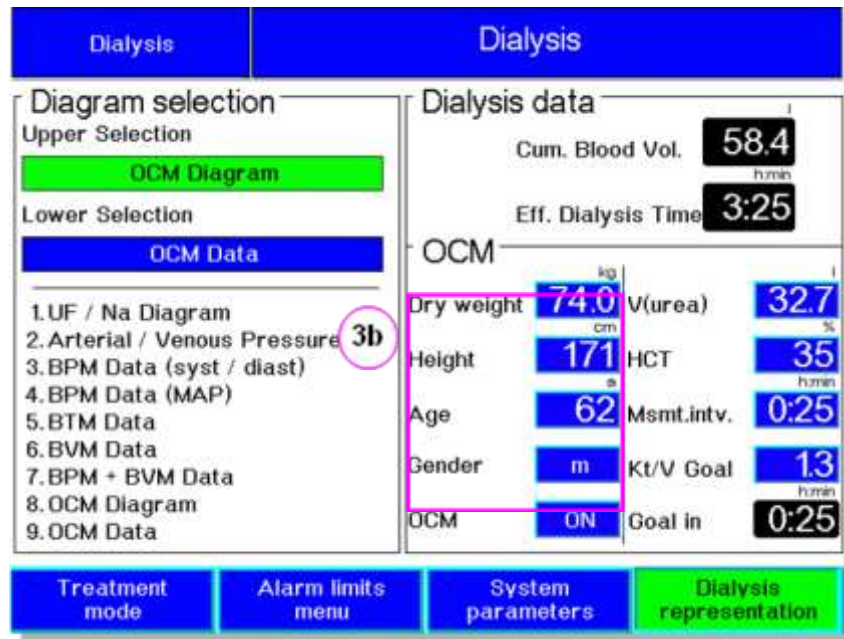 Dialysis
Dialysis
Diagram selection
Upper Selection
OCM Diagram
Lower Selection
OCM Data
1.UF / Na Diagram
2.Arterial / Venous Pressure
3.BPM Data (syst / diast)
4.BPM Data (MAP)
5.BTM Data
6.BVM Data
7.BPM + BVM Data
8.OCM Diagram
9.OCM Data
3b
Dialysis data
l
Cum. Blood Vol. 58.4
h:min
Eff. Dialysis Time 3:25
OCM
kg
Dry weight 74.0
cm
Height 171
a
Age 62
Gender m
OCM ON
l
V(urea) 32.7
%
HCT 35
h:min
Msmt.intv. 0:25
Kt/V Goal 1.3
h:min
Goal in 0:25
Treatment
mode
Alarm limits
menu
System
parameters
Dialysis
representation